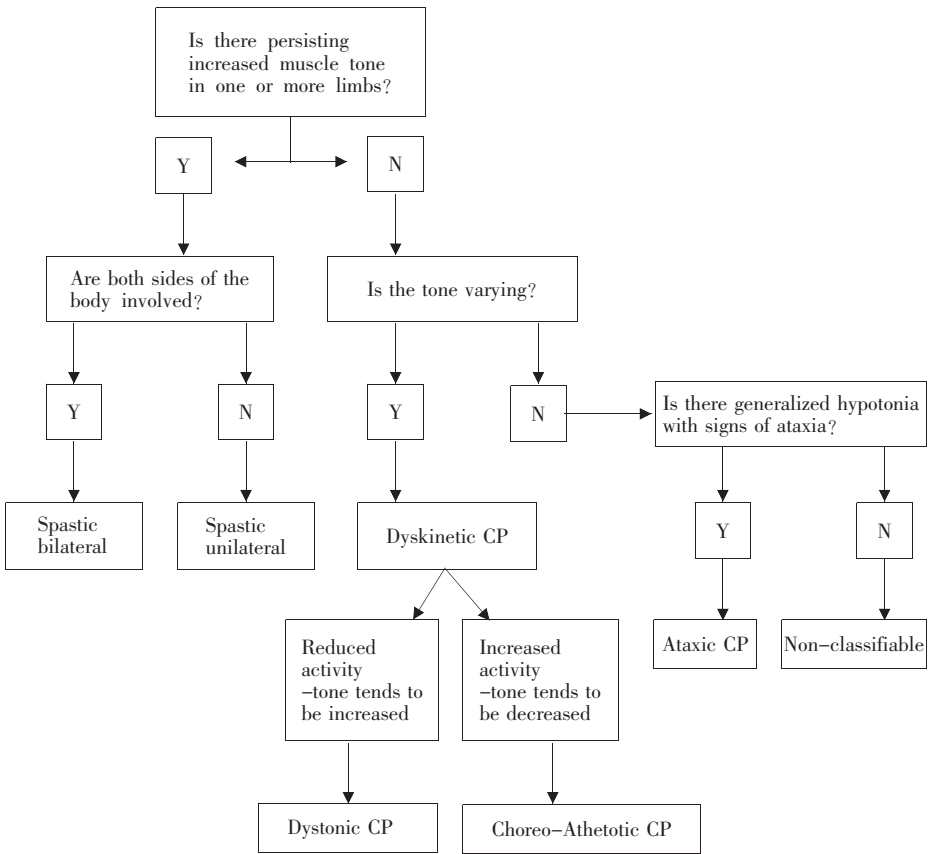 Is there persisting
increased muscle tone
in one or more limbs?
Y
N
Are both sides of the
body involved?
Is the tone varying?
Y
N
Y
N
Is there generalized hypotonia
with signs of ataxia?
Spastic
bilateral
Spastic
unilateral
Dyskinetic CP
Y
N
Reduced
activity
–tone tends to
be increased
Increased
activity
–tone tends to
be decreased
Ataxic CP
Non–classifiable
Dystonic CP
Choreo–Athetotic CP